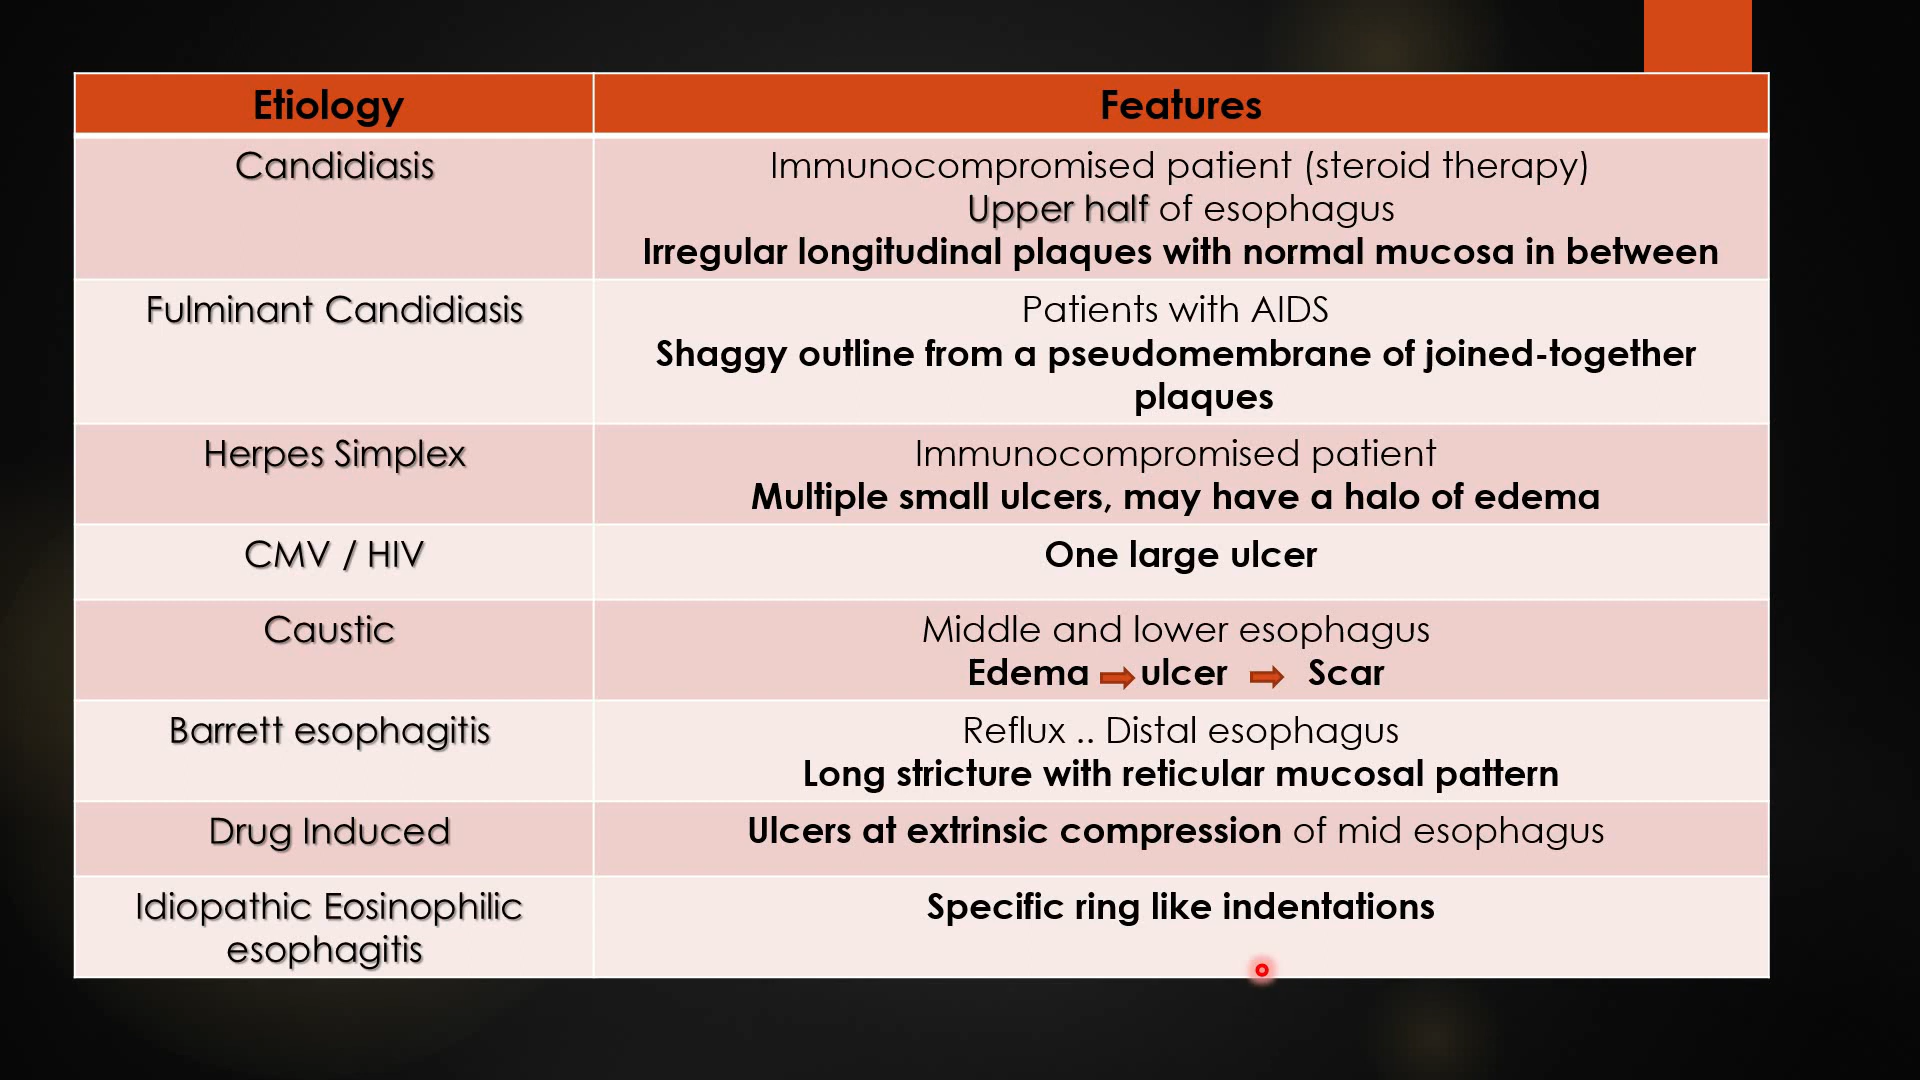 Etiology
Features
Candidiasis
Immunocompromised patient (steroid therapy)
Upper half of esophagus
Irregular longitudinal plaques with normal mucosa in between
Fulminant Candidiasis
Patients with AIDS
Shaggy outline from a pseudomembrane of joined-together
plaques
Herpes Simplex
Immunocompromised patient
Multiple small ulcers, may have a halo of edema
CMV / HIV
One large ulcer
Caustic
Middle and lower esophagus
Edema ulcer Scar
Barrett esophagitis
Reflux .. Distal esophagus
Long stricture with reticular mucosal pattern
Drug Induced
Ulcers at extrinsic compression of mid esophagus
Idiopathic Eosinophilic
esophagitis
Specific ring like indentations